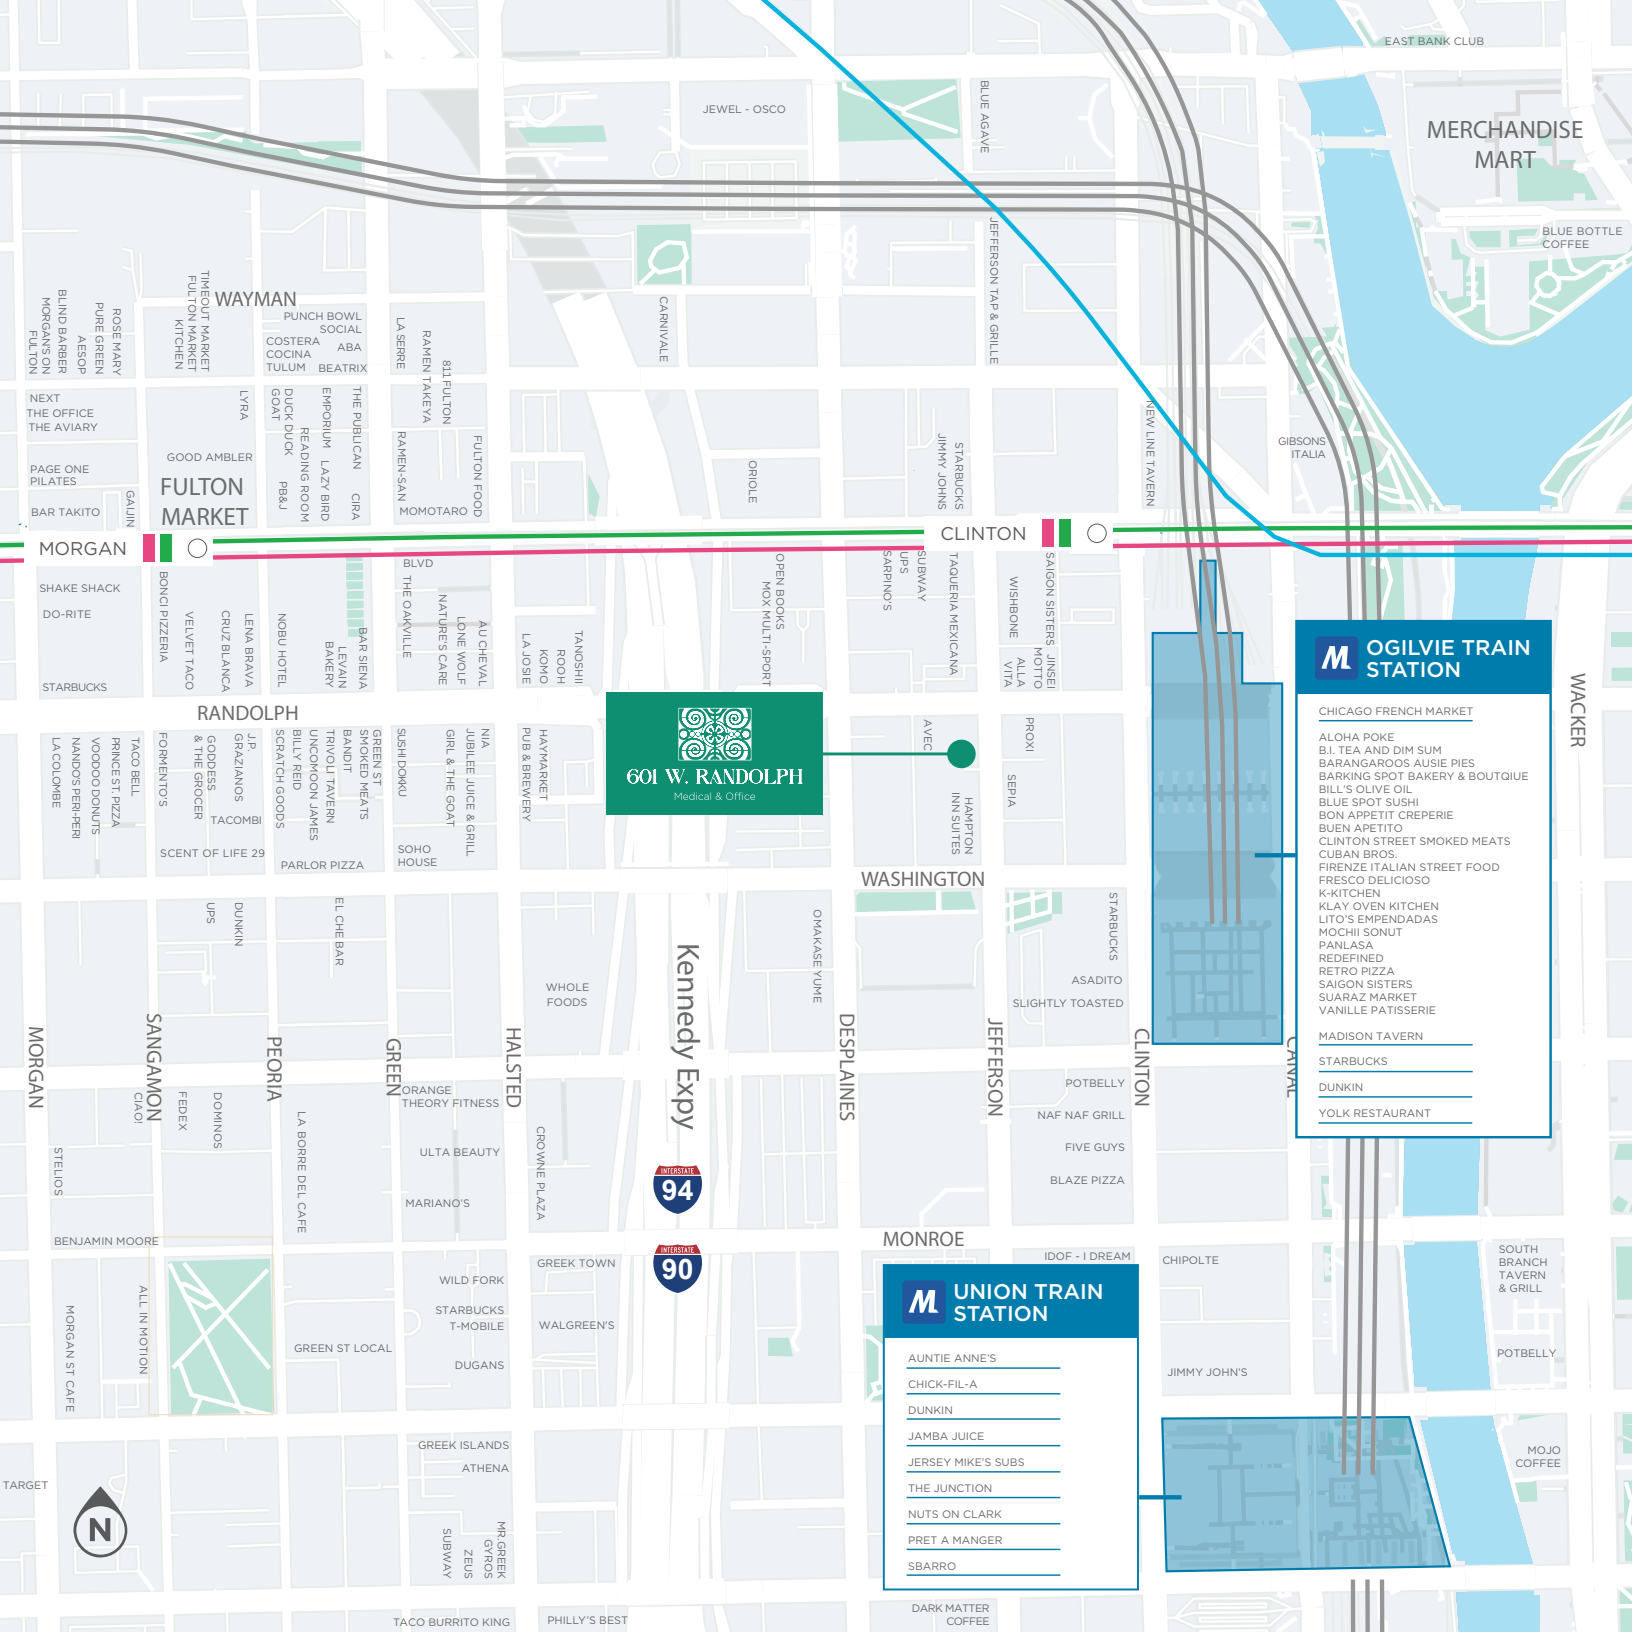 EAST BANK CLUB
JEWEL - OSCO
BLUE AGAVE
MERCHANDISE
MART
BLUE BOTTLE
COFFEE
JEFFERSON TAP & GRILLE
WAYMAN
MORGAN'S ON
FULTON
BLIND BARBER
AESOP
PURE GREEN
ROSE MARY
TIMEOUT MARKET
FULTON MARKET
KITCHEN
PUNCH BOWL
SOCIAL
COSTERA
COCINA
TULUM
ABA
BEATRIX
LA SERRE
RAMEN TAKEYA
811 FULTON
CARNIVALE
NEXT
THE OFFICE
THE AVIARY
LYRA
DUCK DUCK
GOAT
EMPORIUM
THE PUBLICAN
READING ROOM
LAZY BIRD
PB&J
CIRA
RAMEN-SAN
FULTON FOOD
MOMOTARO
GOOD AMBLER
PAGE ONE
PILATES
BAR TAKITO
GAIJIN
FULTON
MARKET
ORIOLE
JIMMY JOHNS
STARBUCKS
NEW LINE TAVERN
GIBSONS
ITALIA
MORGAN
CLINTON
SHAKE SHACK
DO-RITE
STARBUCKS
BONCI PIZZERIA
VELVET TACO
CRUZ BLANCA
LENA BRAVA
NOBU HOTEL
LEVAIN
BAKERY
BAR SIENA
BLVD
THE OAKVILLE
NATURE'S CARE
LONE WOLF
AU CHEVAL
LA JOSIE
KOMO
ROOH
TANOSHII
OPEN BOOKS
MOX MULTI-SPORT
SARPINO'S
UPS
SUBWAY
TAQUERIA MEXICANA
WISHBONE
SAIGON SISTERS
JINSEI
MOTTO
ALLA
VITA
RANDOLPH
601 W. RANDOLPH
Medical & Office
LA COLOMBE
NANDO'S PERI-PERI
VOODOO DONUTS
PRINCE ST. PIZZA
TACO BELL
FORMENTO'S
GODDESS
& THE GROCER
J.P.
GRAZIANOS
TACOMBI
SCENT OF LIFE 29
SCRATCH GOODS
BILLY REID
UNCOMOON JAMES
TRIVOLI TAVERN
BANDIT
GREEN ST
SMOKED MEATS
PARLOR PIZZA
SUSHI DOKKU
SOHO
HOUSE
GIRL & THE GOAT
JUBILEE JUICE & GRILL
NIA
HAYMARKET
PUB & BREWERY
AVEC
PROXI
SEPIA
HAMPTON
INN SUITES
WASHINGTON
UPS
DUNKIN
EL CHE BAR
WHOLE
FOODS
OMAKASE YUME
STARBUCKS
ASADITO
SLIGHTLY TOASTED
Kennedy Expy
MORGAN
SANGAMON
PEORIA
GREEN
HALSTED
DESPLAINES
JEFFERSON
CLINTON
CANAL
WACKER
OGILVIE TRAIN
STATION
CHICAGO FRENCH MARKET
ALOHA POKE
B.I. TEA AND DIM SUM
BARANGAROOS AUSIE PIES
BARKING SPOT BAKERY & BOUTQIUE
BILL'S OLIVE OIL
BLUE SPOT SUSHI
BON APPETIT CREPERIE
BUEN APETITO
CLINTON STREET SMOKED MEATS
CUBAN BROS.
FIRENZE ITALIAN STREET FOOD
FRESCO DELICIOSO
K-KITCHEN
KLAY OVEN KITCHEN
LITO'S EMPENDADAS
MOCHII SONUT
PANLASA
REDEFINED
RETRO PIZZA
SAIGON SISTERS
SUARAZ MARKET
VANILLE PATISSERIE
MADISON TAVERN
STARBUCKS
DUNKIN
YOLK RESTAURANT
CIAO!
FEDEX
DOMINOS
STELIOS
LA BORRE DEL CAFE
ORANGE
THEORY FITNESS
ULTA BEAUTY
MARIANO'S
CROWNE PLAZA
INTERSTATE
94
INTERSTATE
90
POTBELLY
NAF NAF GRILL
FIVE GUYS
BLAZE PIZZA
BENJAMIN MOORE
MONROE
IDOF - I DREAM
CHIPOLTE
SOUTH
BRANCH
TAVERN
& GRILL
POTBELLY
JIMMY JOHN'S
MOJO
COFFEE
MORGAN ST CAFE
ALL IN MOTION
GREEN ST LOCAL
WILD FORK
STARBUCKS
T-MOBILE
DUGANS
GREEK TOWN
WALGREEN'S
UNION TRAIN
STATION
AUNTIE ANNE'S
CHICK-FIL-A
DUNKIN
JAMBA JUICE
JERSEY MIKE'S SUBS
THE JUNCTION
NUTS ON CLARK
PRET A MANGER
SBARRO
TARGET
N
GREEK ISLANDS
ATHENA
SUBWAY
ZEUS
MR.GREEK
GYROS
TACO BURRITO KING
PHILLY'S BEST
DARK MATTER
COFFEE